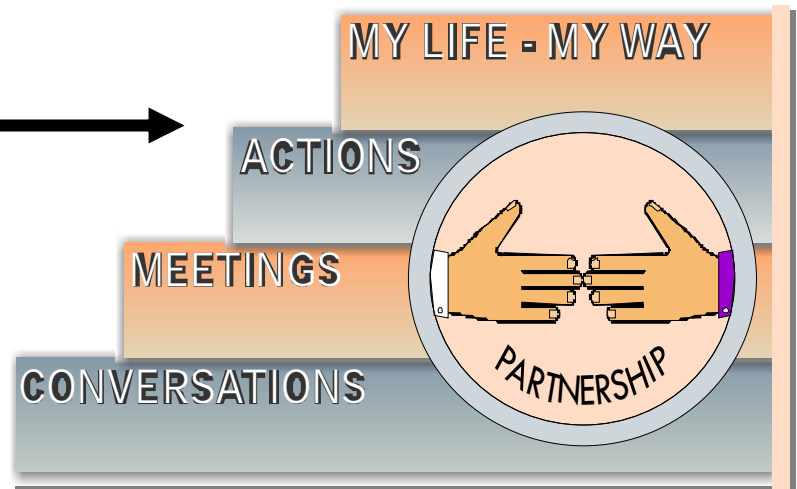 MY LIFE - MY WAY
ACTIONS
MEETINGS
CONVERSATIONS
PARTNERSHIP